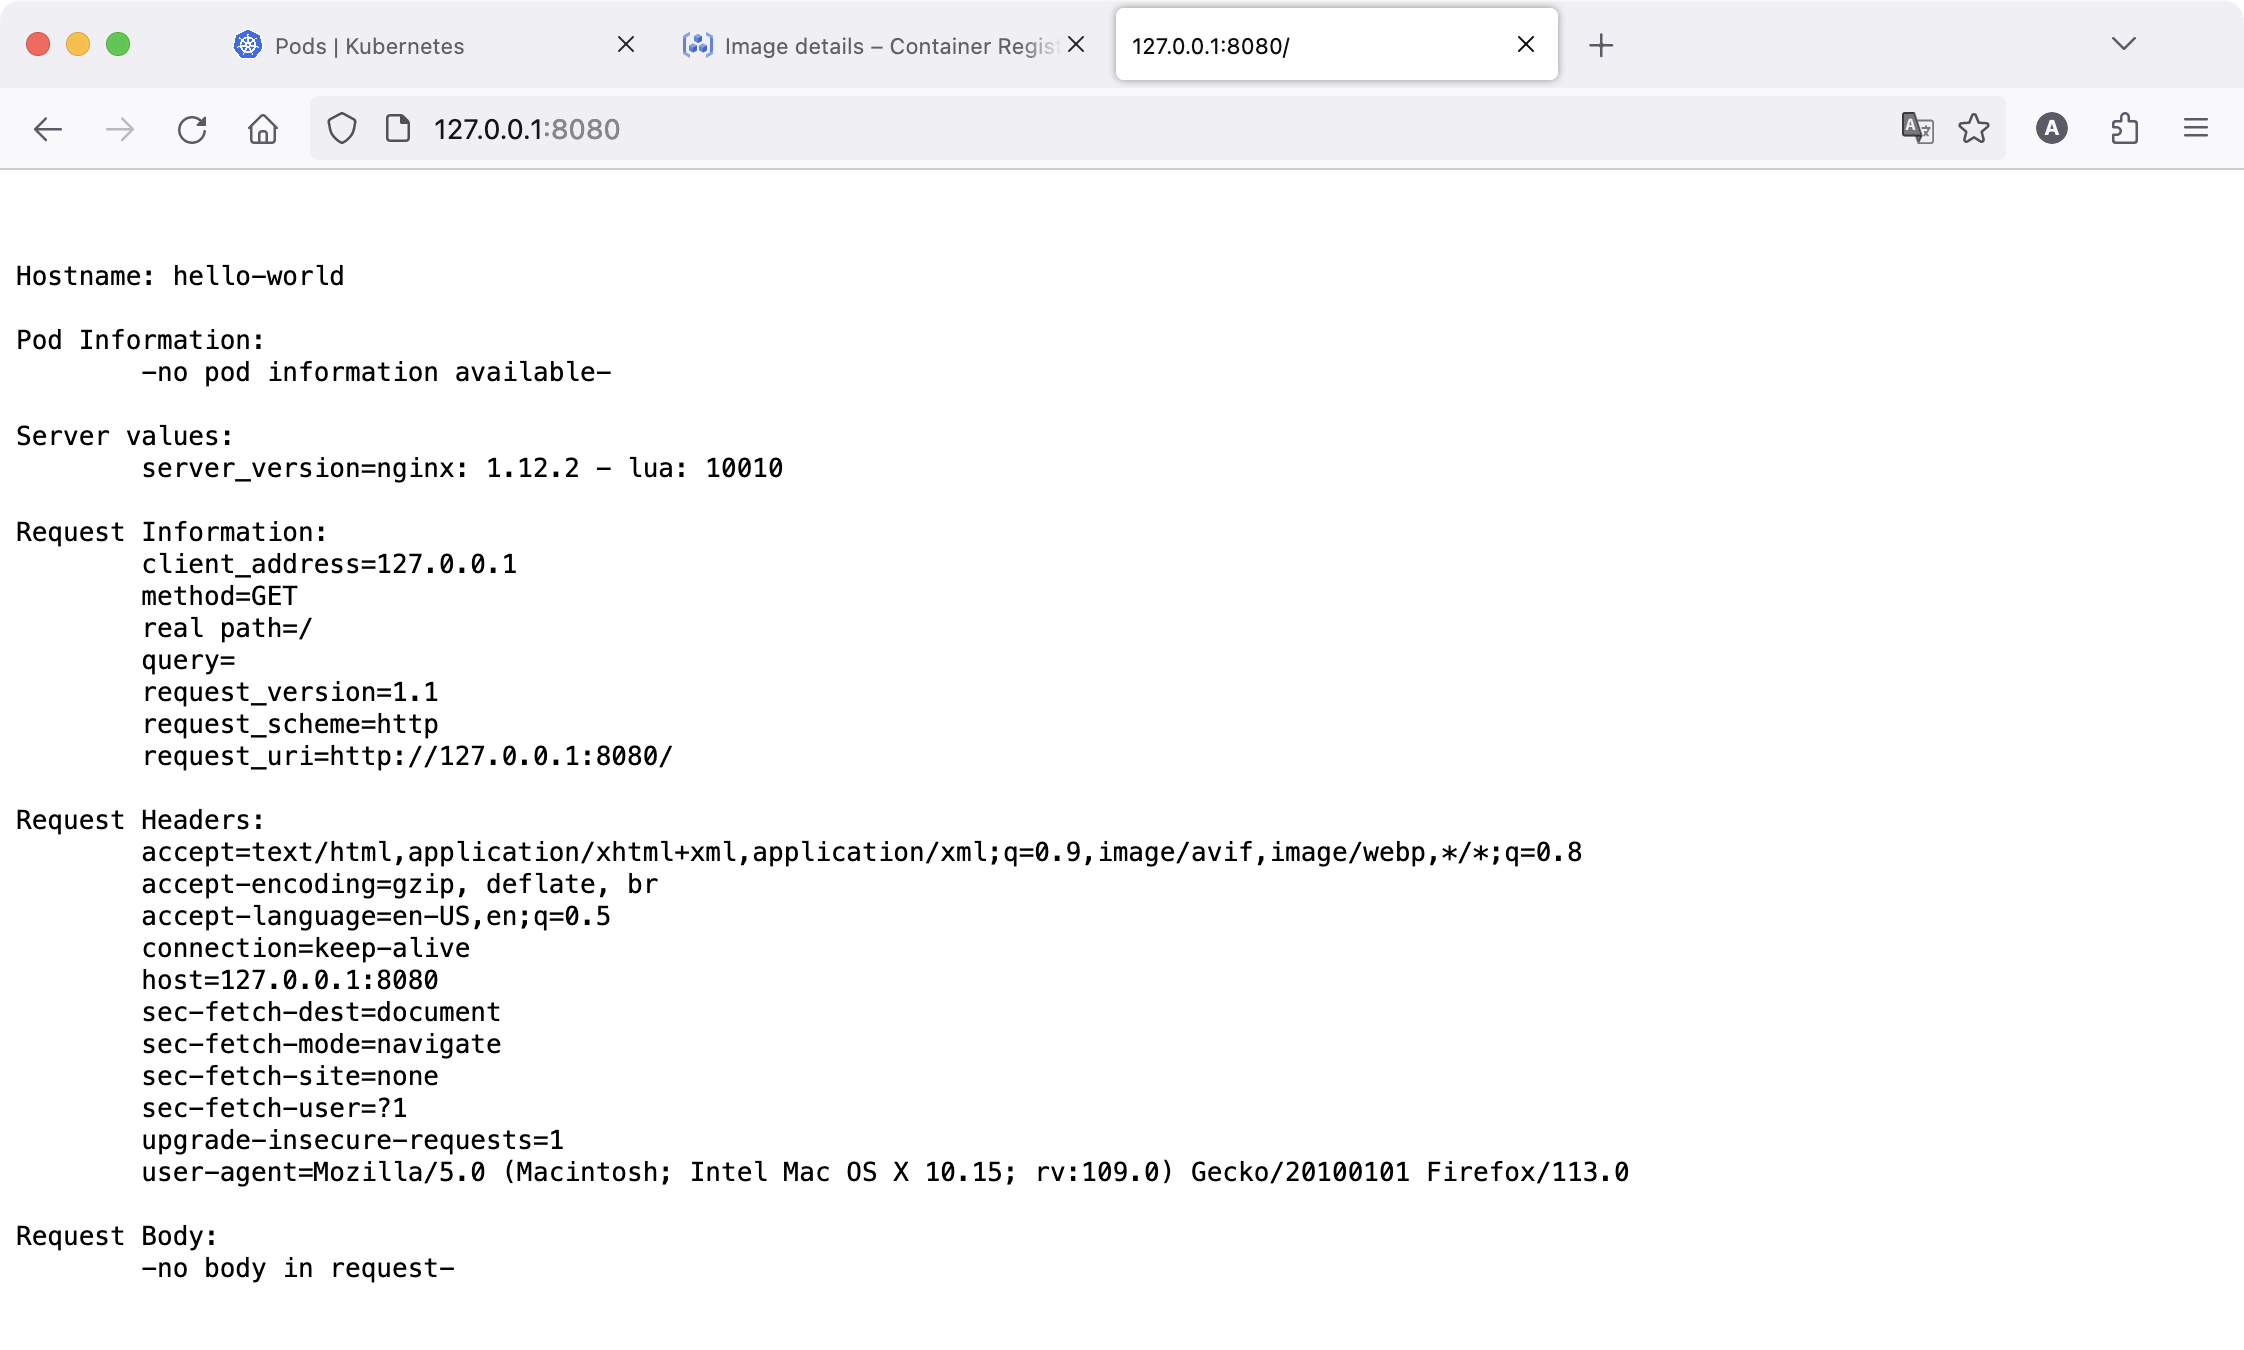 Pods | Kubernetes
Image details – Container Regist
127.0.0.1:8080/
127.0.0.1:8080
Hostname: hello-world
Pod Information:
-no pod information available-
Server values:
server_version=nginx: 1.12.2 - lua: 10010
Request Information:
client_address=127.0.0.1
method=GET
real path=/
query=
request_version=1.1
request_scheme=http
request_uri=http://127.0.0.1:8080/
Request Headers:
accept=text/html,application/xhtml+xml,application/xml;q=0.9,image/avif,image/webp,*/*;q=0.8
accept-encoding=gzip, deflate, br
accept-language=en-US,en;q=0.5
connection=keep-alive
host=127.0.0.1:8080
sec-fetch-dest=document
sec-fetch-mode=navigate
sec-fetch-site=none
sec-fetch-user=?1
upgrade-insecure-requests=1
user-agent=Mozilla/5.0 (Macintosh; Intel Mac OS X 10.15; rv:109.0) Gecko/20100101 Firefox/113.0
Request Body:
-no body in request-